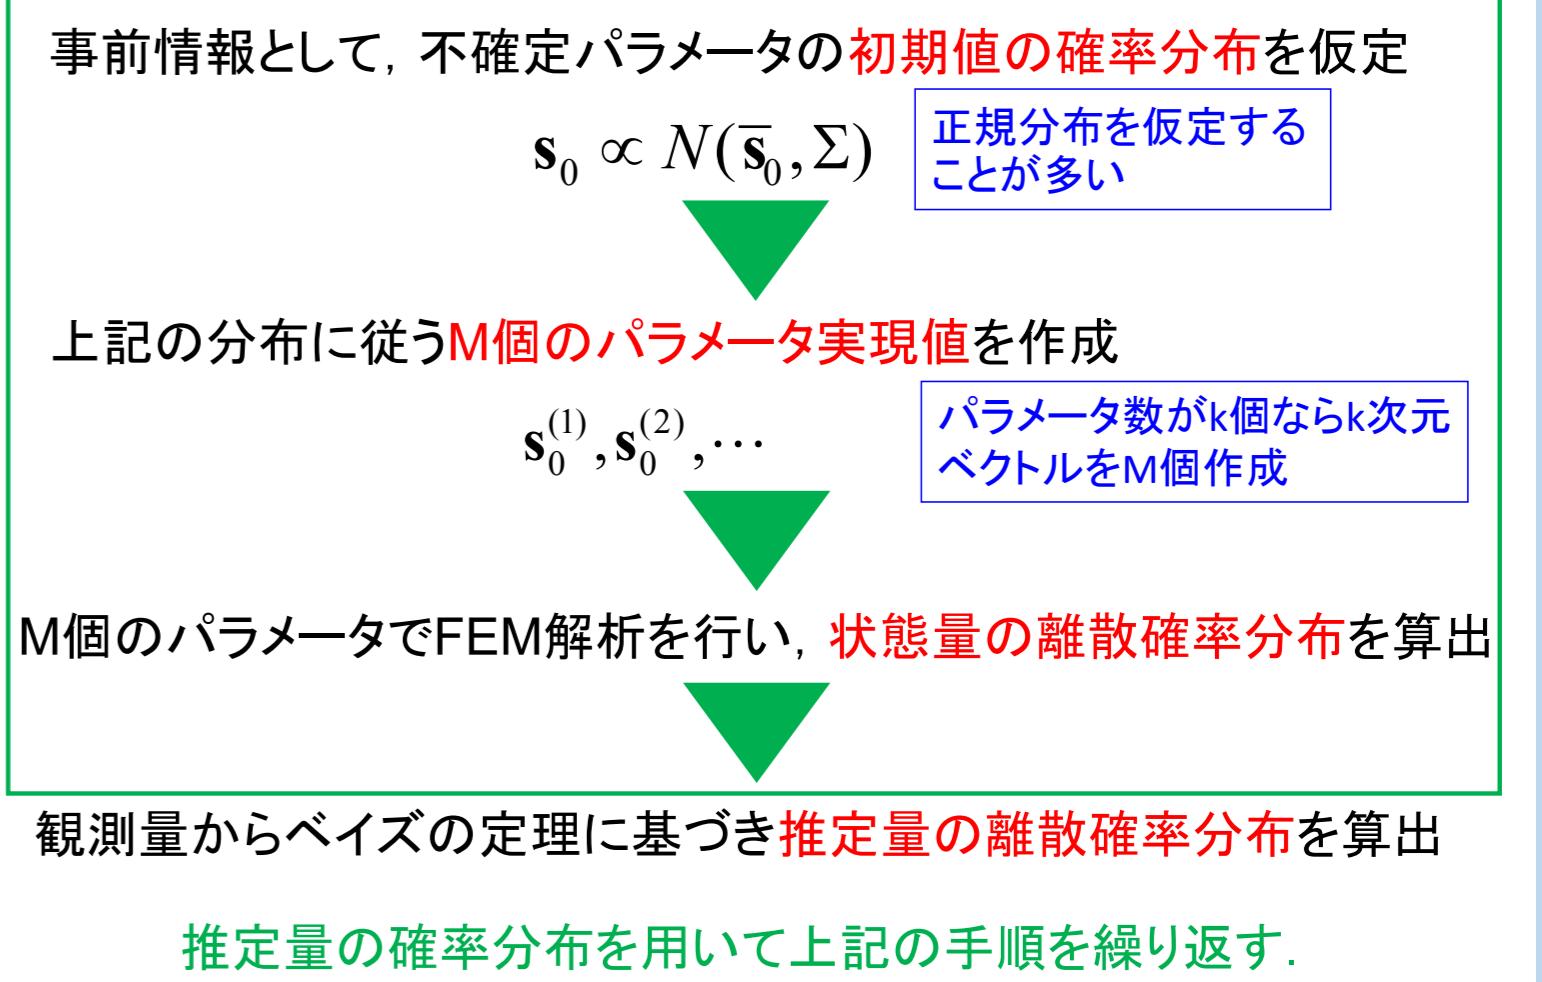 事前情報として，不確定パラメータの初期値の確率分布を仮定
s₀ ∝ N(s̅₀, Σ)
正規分布を仮定する
ことが多い
上記の分布に従うM個のパラメータ実現値を作成
s₀⁽¹⁾, s₀⁽²⁾, ⋯
パラメータ数がk個ならk次元
ベクトルをM個作成
M個のパラメータでFEM解析を行い，状態量の離散確率分布を算出
観測量からベイズの定理に基づき推定量の離散確率分布を算出
推定量の確率分布を用いて上記の手順を繰り返す．